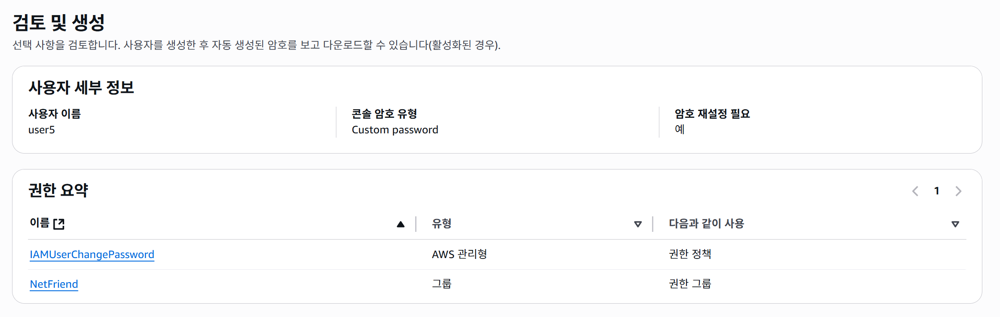 검토 및 생성
선택 사항을 검토합니다. 사용자를 생성한 후 자동 생성된 암호를 보고 다운로드할 수 있습니다(활성화된 경우).
사용자 세부 정보
사용자 이름 콘솔 암호 유형 암호 재설정 필요
user5 Custom password 예
권한 요약 1
이름 유형 다음과 같이 사용
IAMUserChangePassword AWS 관리형 권한 정책
NetFriend 그룹 권한 그룹